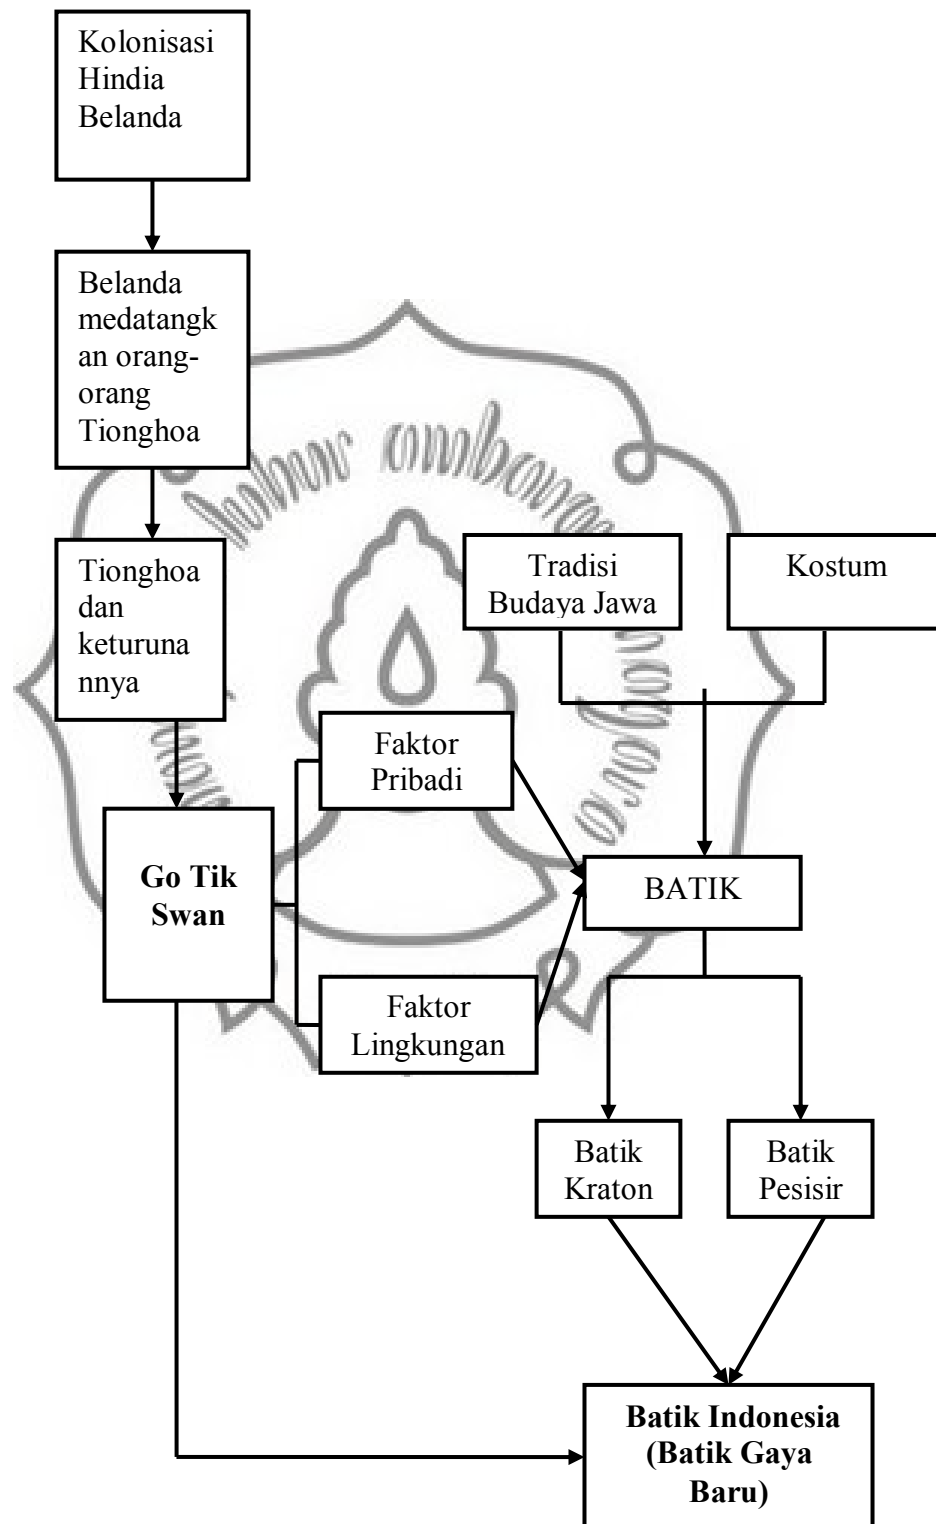 Kolonisasi
Hindia
Belanda
Belanda
medatangk
an orang-
orang
Tionghoa
Tionghoa
dan
keturuna
nnya
Tradisi
Budaya Jawa
Kostum
Faktor
Pribadi
Go Tik
Swan
BATIK
Faktor
Lingkungan
Batik
Kraton
Batik
Pesisir
Batik Indonesia
(Batik Gaya
Baru)